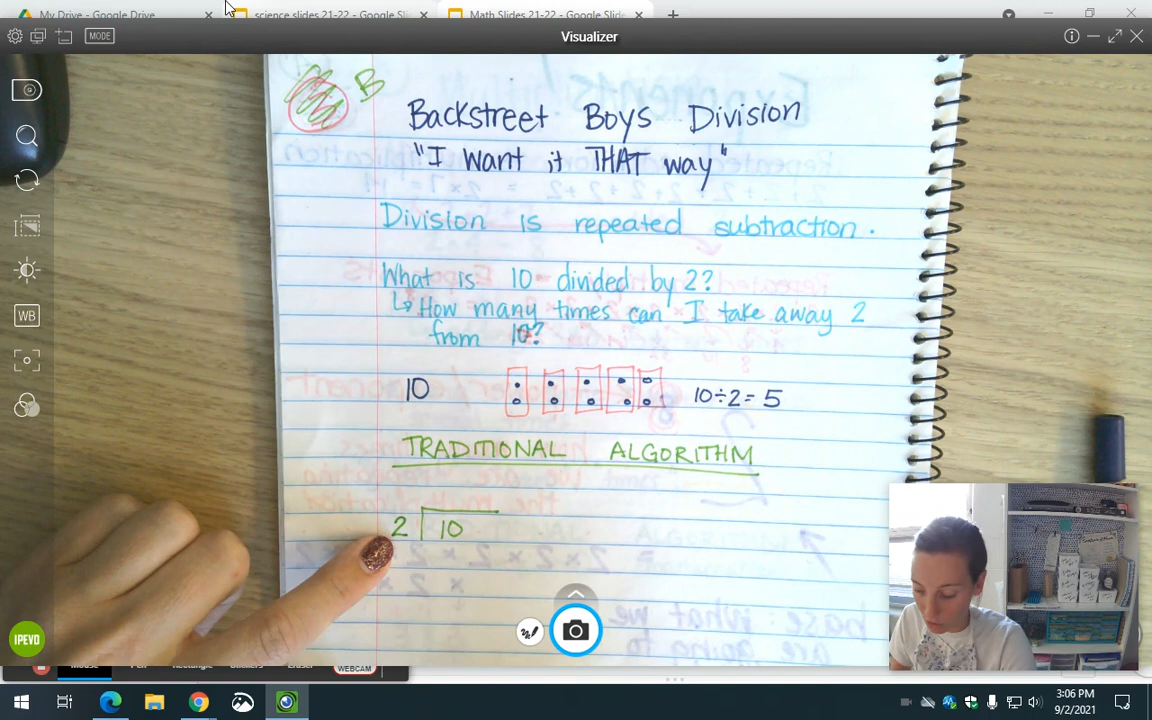 My Drive - Google Drive
science slides 21-22 - Google Sli
Math Slides 21-22 - Google Slid
MODE
Visualizer
B
Backstreet Boys Division
"I Want it THAT way"
Division is repeated subtraction.
What is 10 divided by 2?
↳ How many times can I take away 2
from 10?
10
10÷2=5
TRADITIONAL ALGORITHM
2 10
WB
IPEVO
WEBCAM
3:06 PM
9/2/2021